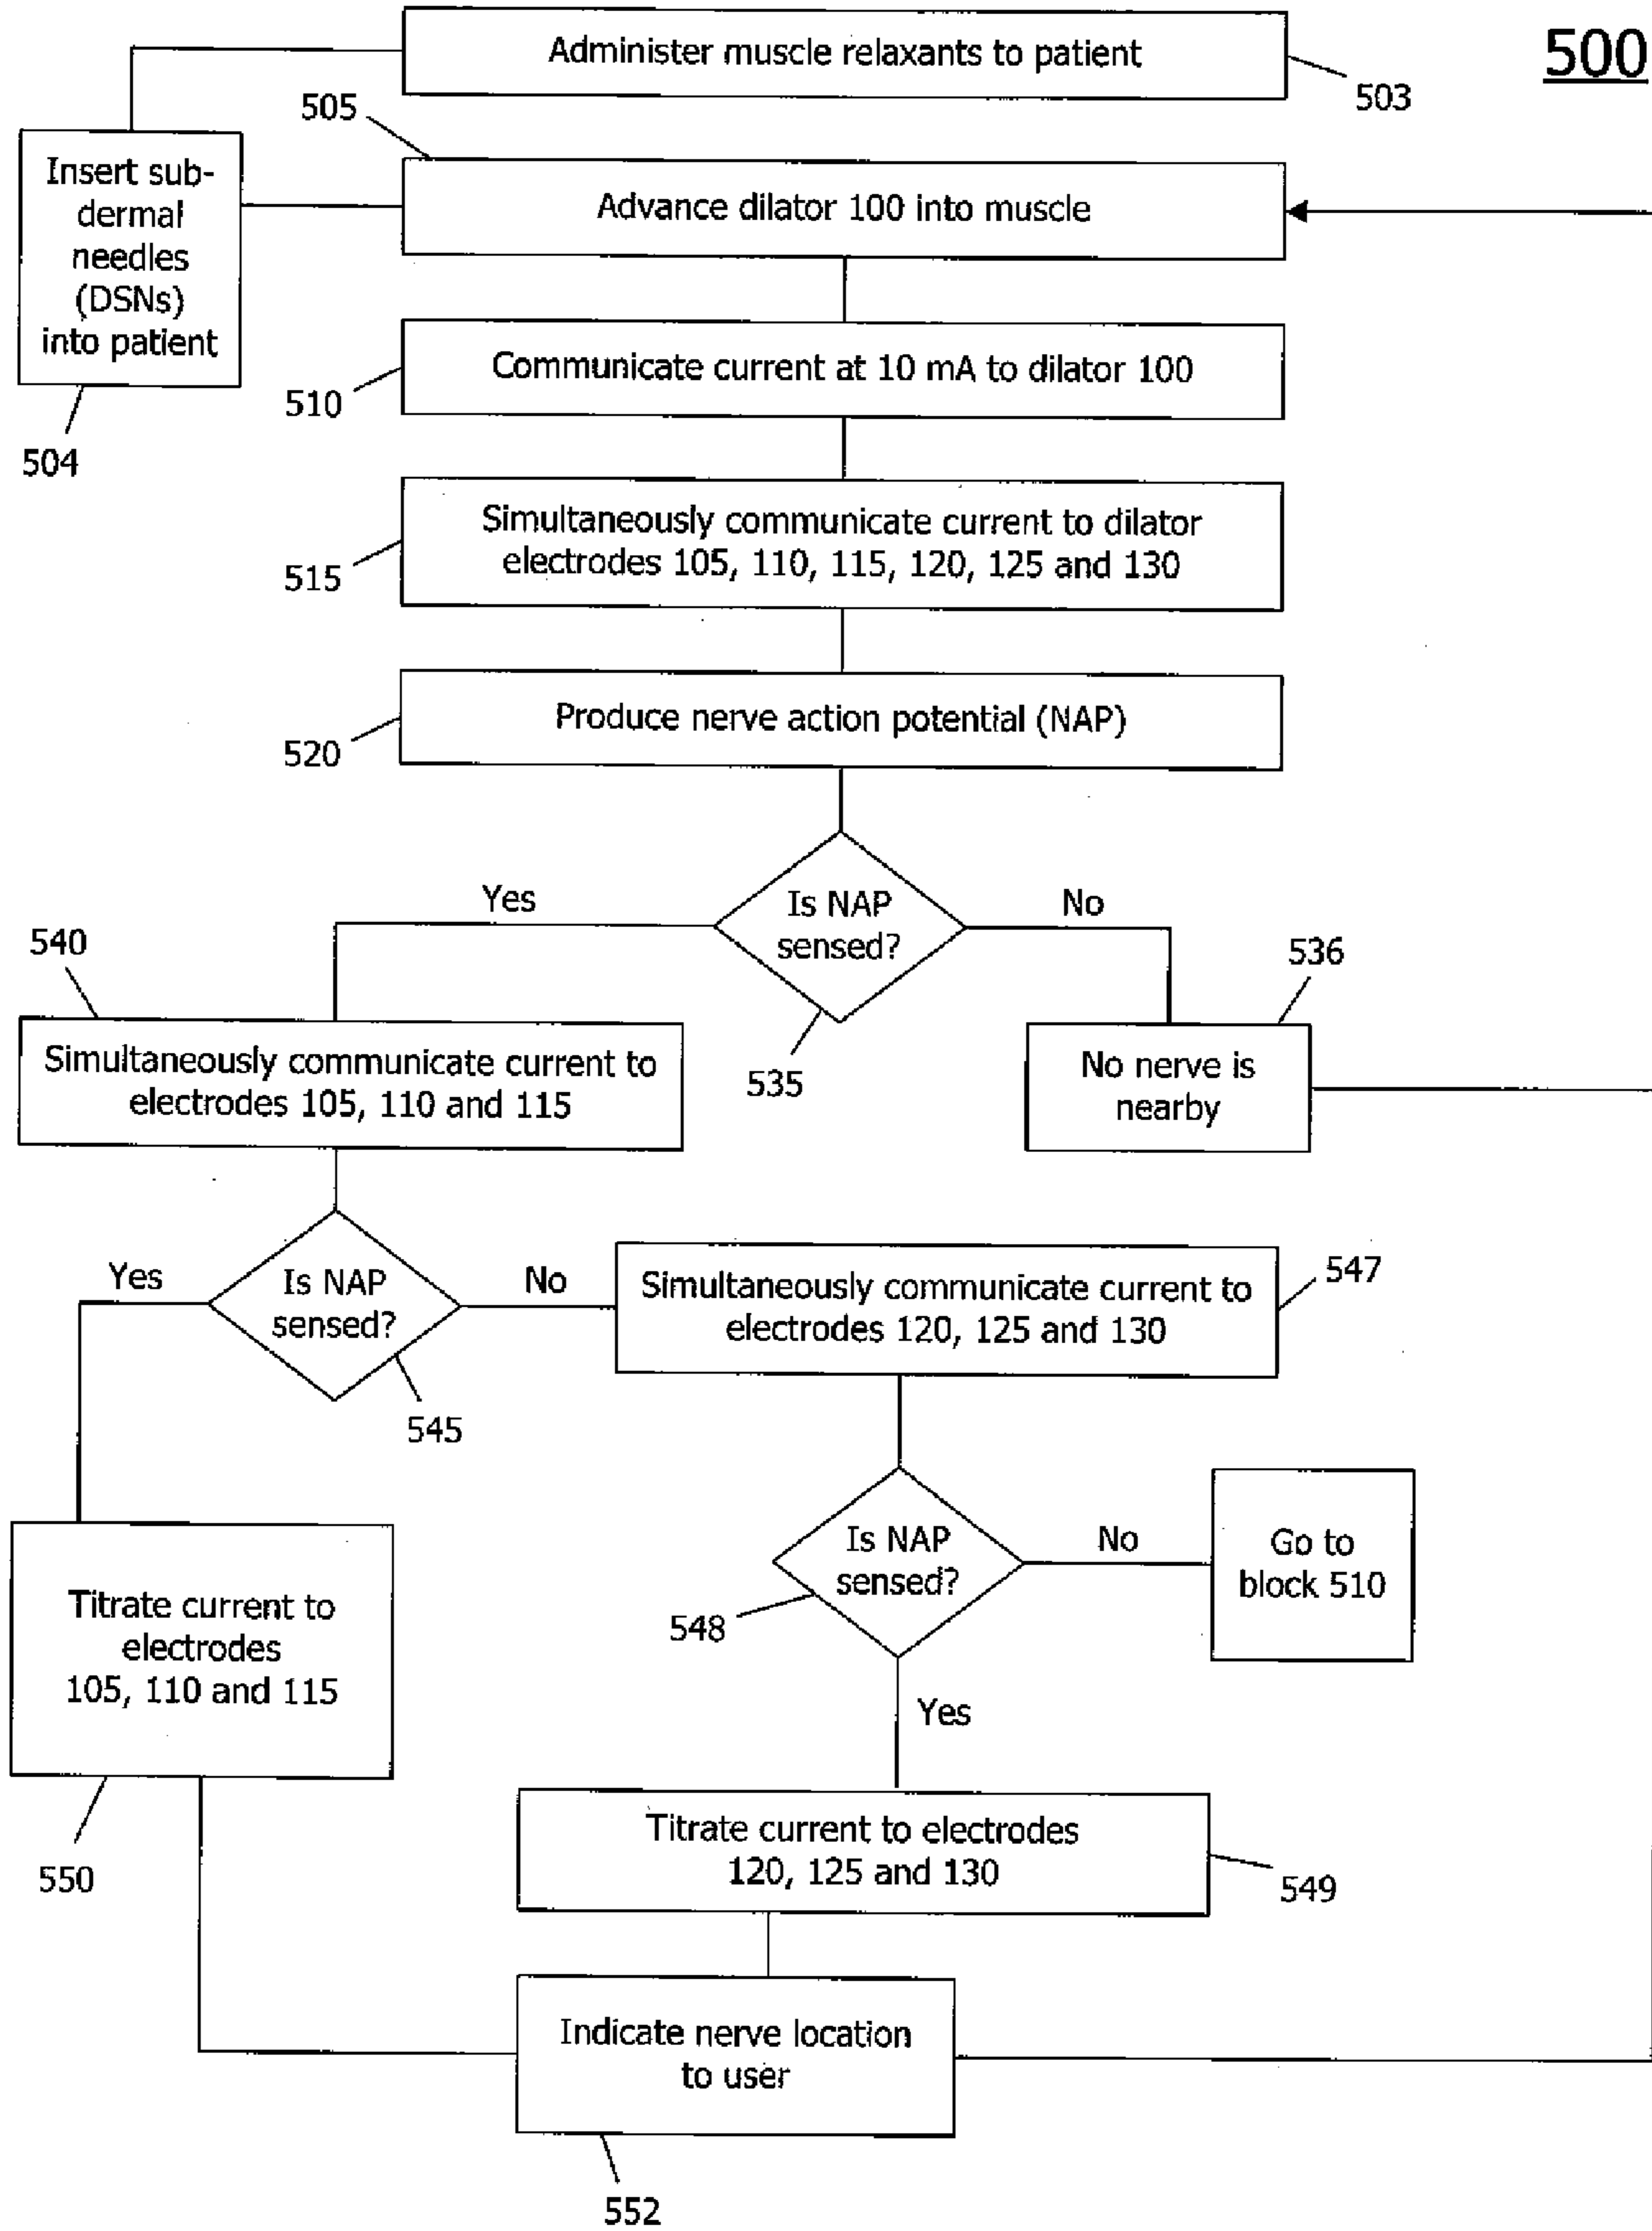 500
Administer muscle relaxants to patient
503
505
Insert sub-
dermal
needles
(DSNs)
into patient
504
Advance dilator 100 into muscle
Communicate current at 10 mA to dilator 100
510
Simultaneously communicate current to dilator
electrodes 105, 110, 115, 120, 125 and 130
515
Produce nerve action potential (NAP)
520
Is NAP
sensed?
Yes
No
535
540
536
Simultaneously communicate current to
electrodes 105, 110 and 115
No nerve is
nearby
Is NAP
sensed?
Yes
No
545
Simultaneously communicate current to
electrodes 120, 125 and 130
547
Is NAP
sensed?
548
No
Go to
block 510
Yes
Titrate current to
electrodes
105, 110 and 115
550
Titrate current to electrodes
120, 125 and 130
549
Indicate nerve location
to user
552